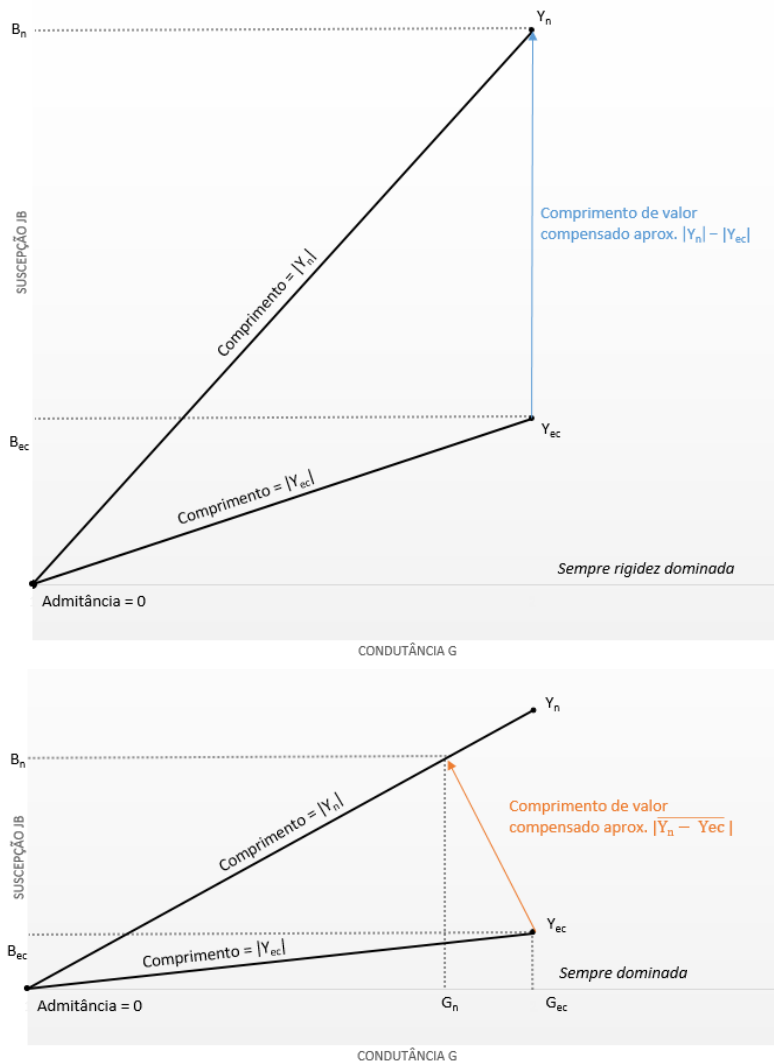 Yn
Bn
Comprimento de valor
compensado aprox. |Yn| – |Yec|
SUSCEPÇÃO JB
Comprimento = |Yn|
Yec
Bec
Comprimento = |Yec|
Sempre rigidez dominada
Admitância = 0
CONDUTÂNCIA G
Yn
Bn
Comprimento de valor
compensado aprox. |Yn − Yec |
Comprimento = |Yn|
SUSCEPÇÃO JB
Yec
Bec
Comprimento = |Yec|
Sempre dominada
Admitância = 0
Gn
Gec
CONDUTÂNCIA G